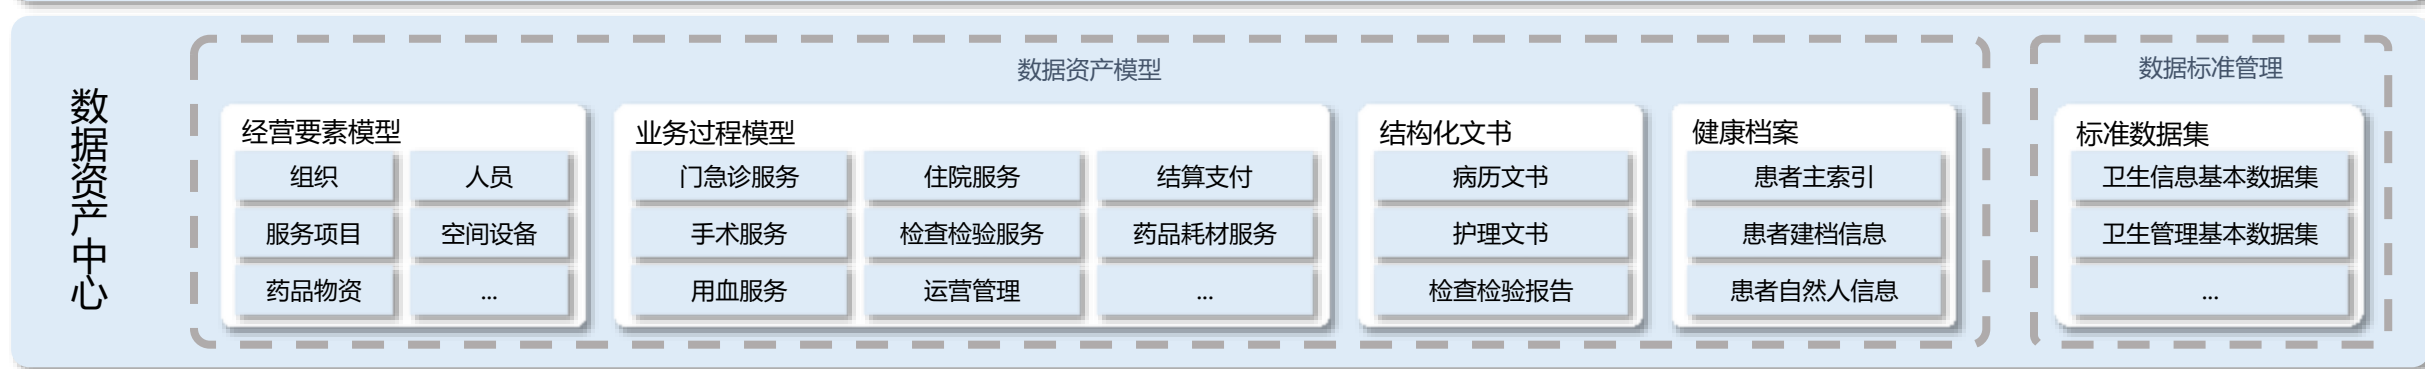 数据资产中心
数据资产模型
经营要素模型
组织
人员
服务项目
空间设备
药品物资
...
业务过程模型
门急诊服务
住院服务
结算支付
手术服务
检查检验服务
药品耗材服务
用血服务
运营管理
...
结构化文书
病历文书
护理文书
检查检验报告
健康档案
患者主索引
患者建档信息
患者自然人信息
数据标准管理
标准数据集
卫生信息基本数据集
卫生管理基本数据集
...